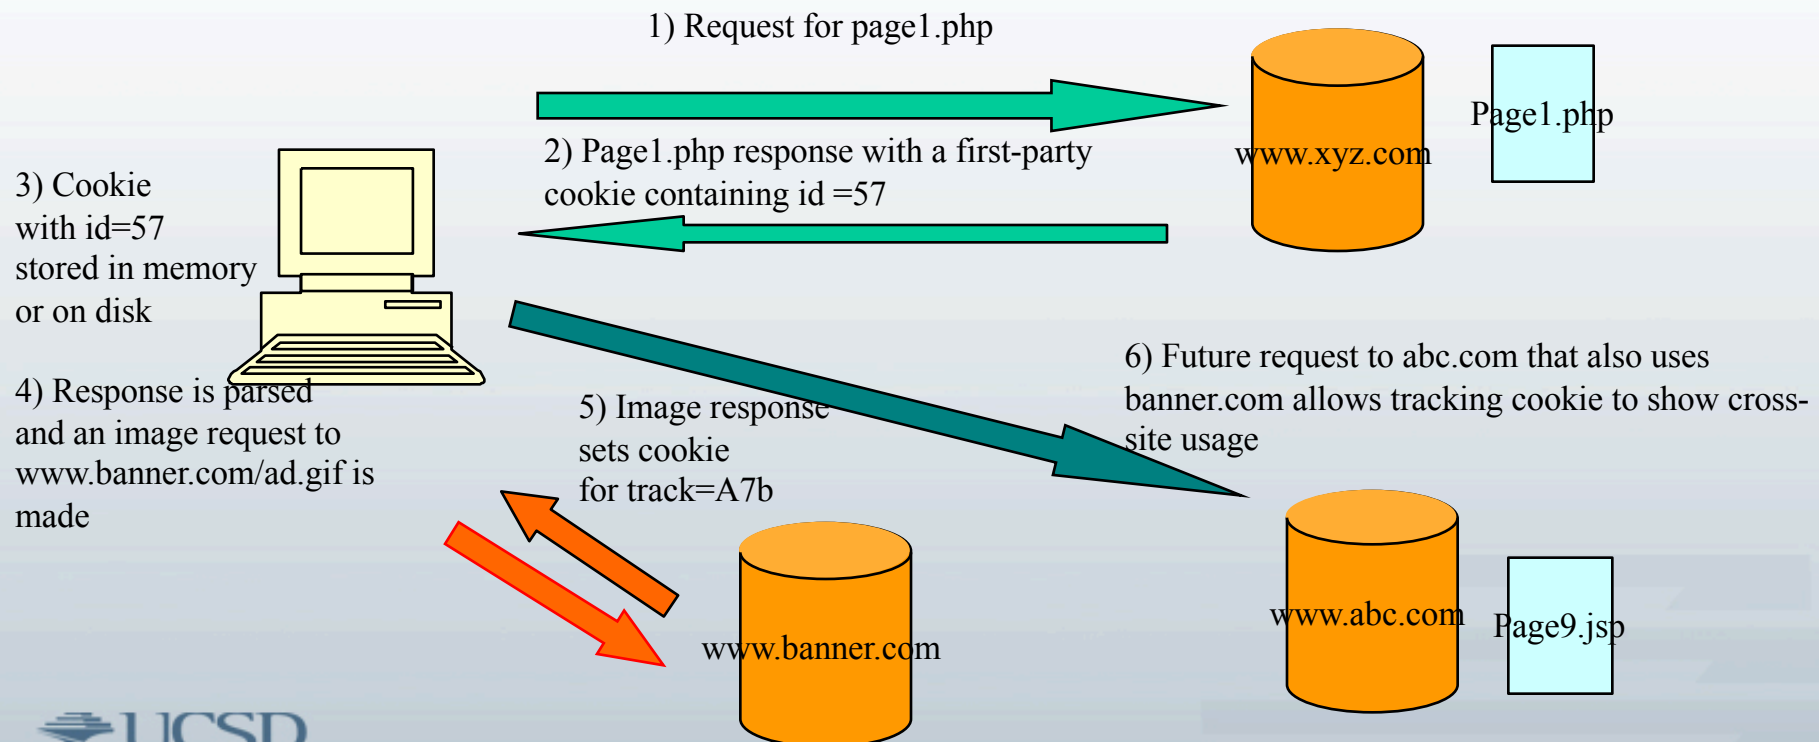 1) Request for page1.php
Page1.php
www.xyz.com
2) Page1.php response with a first-party
cookie containing id =57
3) Cookie
with id=57
stored in memory
or on disk
4) Response is parsed
and an image request to
www.banner.com/ad.gif is
made
5) Image response
sets cookie
for track=A7b
6) Future request to abc.com that also uses
banner.com allows tracking cookie to show cross-
site usage
www.banner.com
www.abc.com
Page9.jsp
UCSD